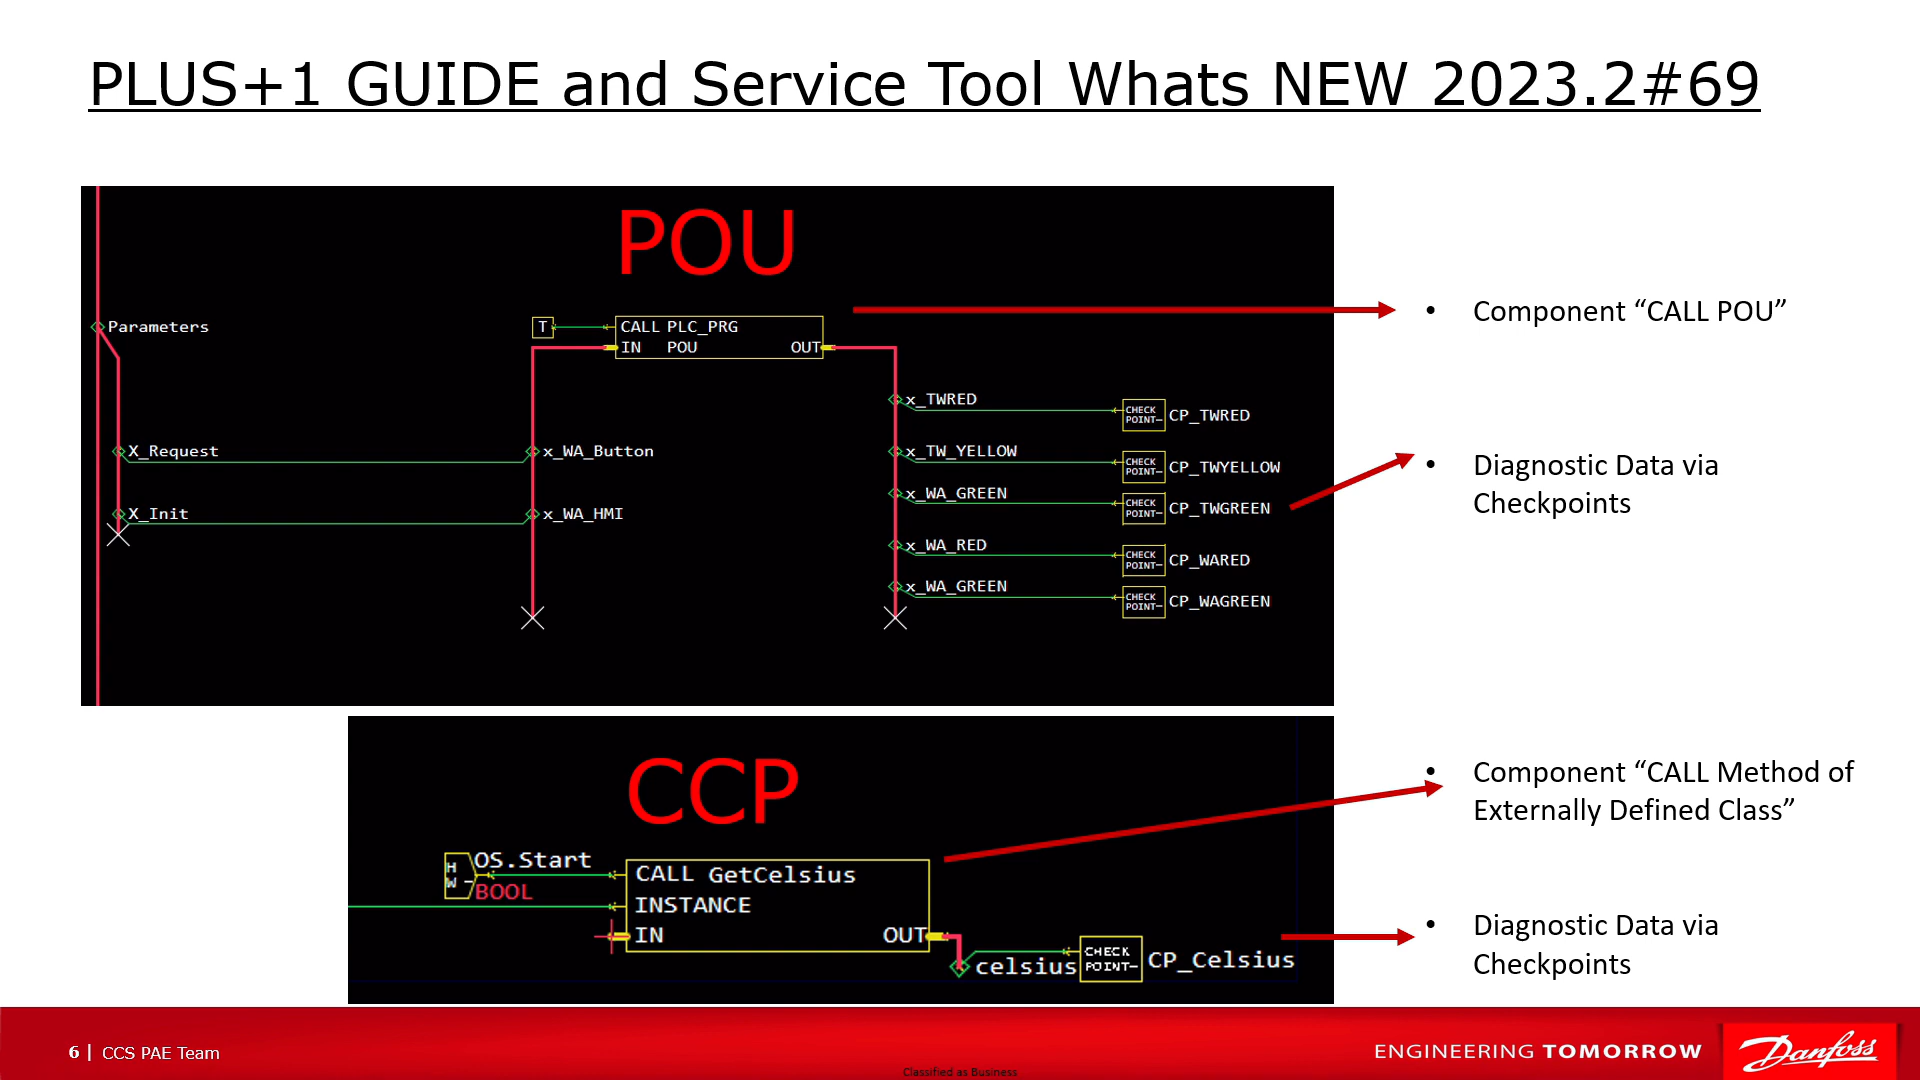 PLUS+1 GUIDE and Service Tool Whats NEW 2023.2#69
POU
Parameters
T
CALL PLC_PRG
IN POU OUT
X_Request
X_Init
x_WA_Button
x_WA_HMI
x_TWRED
CHECK
POINT
CP_TWRED
x_TW_YELLOW
CHECK
POINT
CP_TWYELLOW
x_WA_GREEN
CHECK
POINT
CP_TWGREEN
x_WA_RED
CHECK
POINT
CP_WARED
x_WA_GREEN
CHECK
POINT
CP_WAGREEN
• Component “CALL POU”
• Diagnostic Data via
Checkpoints
CCP
HW
OS.Start
BOOL
CALL GetCelsius
INSTANCE
IN OUT
celsius
CHECK
POINT
CP_Celsius
• Component “CALL Method of
Externally Defined Class”
• Diagnostic Data via
Checkpoints
6 | CCS PAE Team
ENGINEERING TOMORROW
Danfoss
Classified as Business